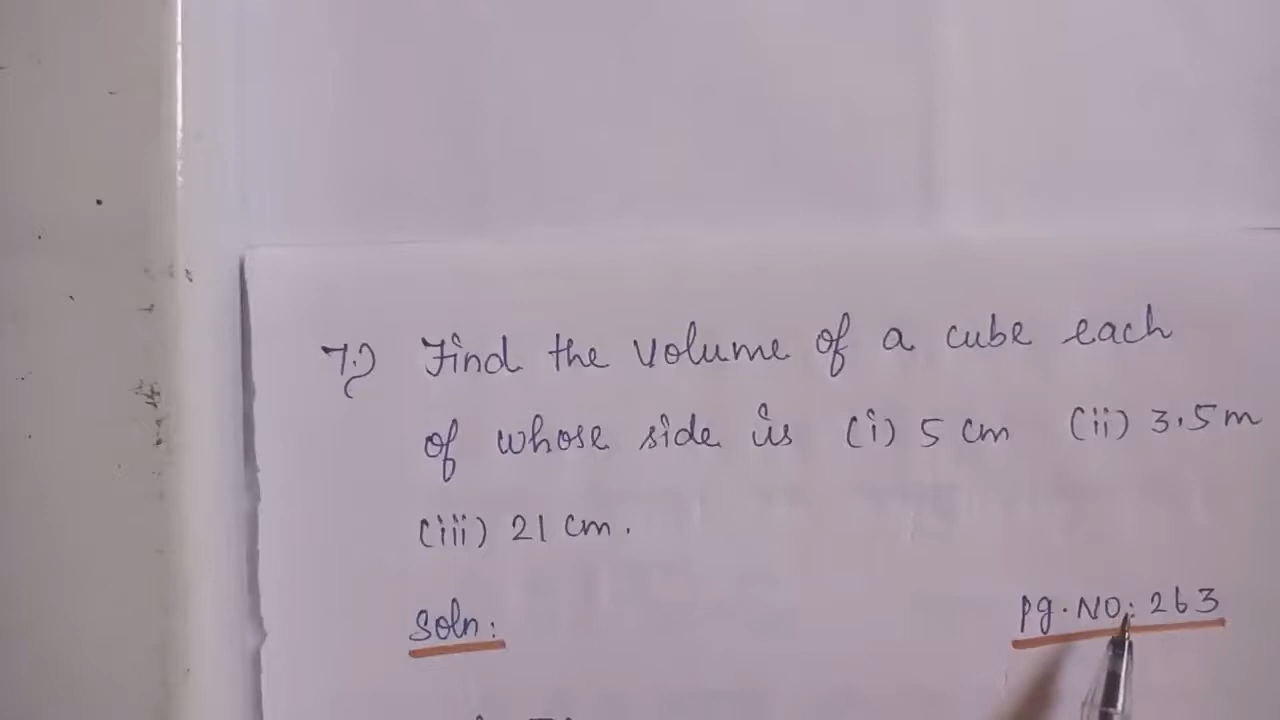 7.) Find the volume of a cube each
of whose side is (i) 5 cm (ii) 3.5 m
(iii) 21 cm.
Soln:
Pg. NO: 263